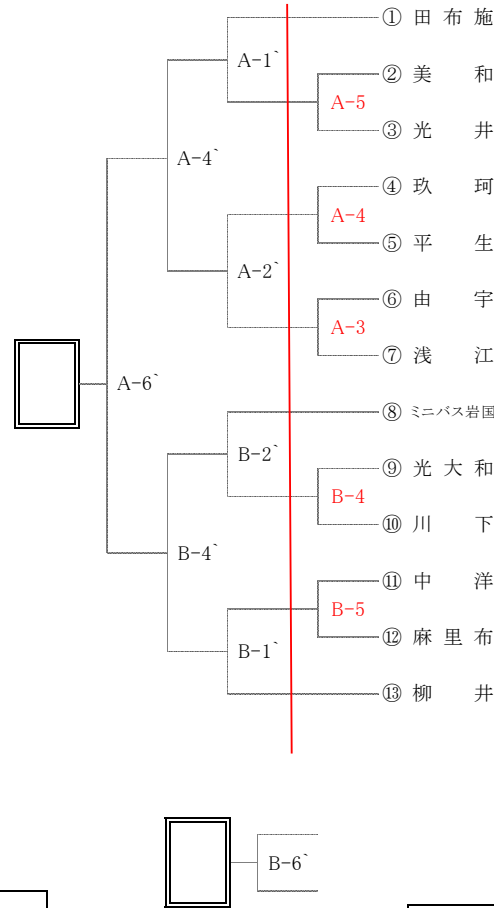 ① 田布施
A-1`
② 美和
A-5
③ 光井
A-4`
④ 玖珂
A-4
⑤ 平生
A-2`
⑥ 由宇
A-3
⑦ 浅江
A-6`
⑧ ミニバス岩国
B-2`
⑨ 光大和
B-4
⑩ 川下
B-4`
⑪ 中洋
B-5
⑫ 麻里布
B-1`
⑬ 柳井
B-6`